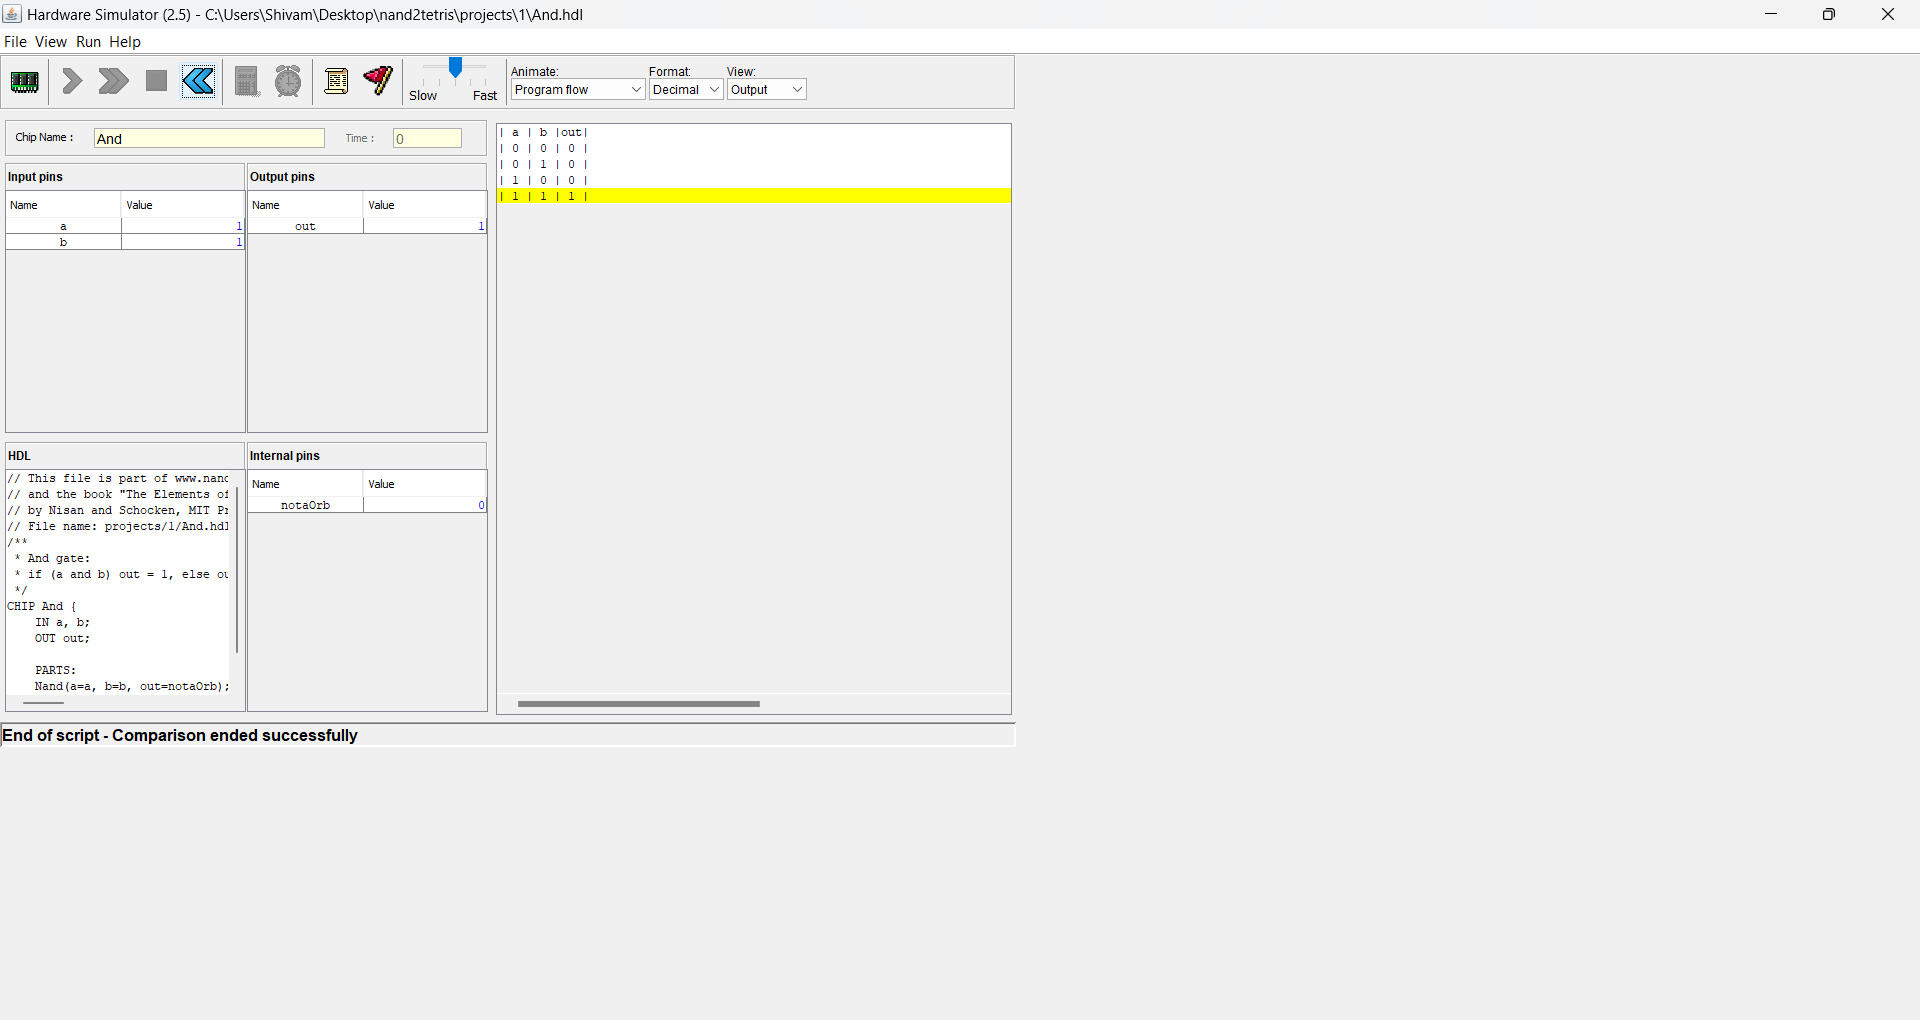 Hardware Simulator (2.5) - C:\Users\Shivam\Desktop\nand2tetris\projects\1\And.hdl
File View Run Help
Slow Fast
Animate: Format: View:
Program flow Decimal Output
Chip Name : And Time : 0
Input pins
Name Value
a 1
b 1
Output pins
Name Value
out 1
| a | b |out|
| 0 | 0 | 0 |
| 0 | 1 | 0 |
| 1 | 0 | 0 |
| 1 | 1 | 1 |
HDL
// This file is part of www.nand
// and the book "The Elements of
// by Nisan and Schocken, MIT Pr
// File name: projects/1/And.hdl
/**
* And gate:
* if (a and b) out = 1, else ou
*/
CHIP And {
IN a, b;
OUT out;
PARTS:
Nand(a=a, b=b, out=notaOrb);
Internal pins
Name Value
notaOrb 0
End of script - Comparison ended successfully